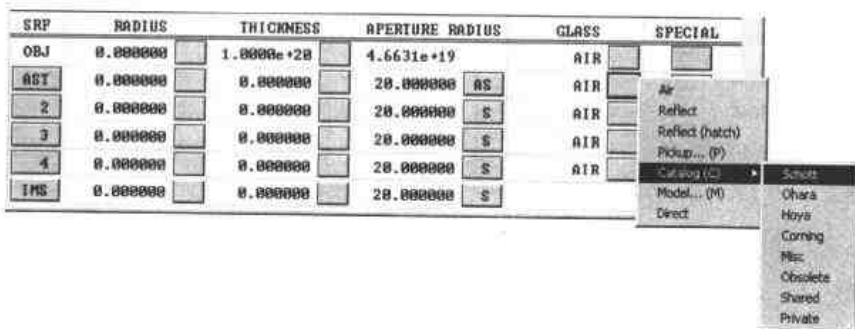 SRF RADIUS THICKNESS APERTURE RADIUS GLASS SPECIAL
OBJ 0.000000 1.0000e+20 4.6631e+19 AIR
AST 0.000000 0.000000 20.000000 AS AIR
2 0.000000 0.000000 20.000000 S AIR
3 0.000000 0.000000 20.000000 S AIR
4 0.000000 0.000000 20.000000 S AIR
IMS 0.000000 0.000000 20.000000 S
Air
Reflect
Reflect (hatch)
Pickup... (P)
Catalog (C)
Model... (M)
Direct
Schott
Ohara
Hoya
Corning
Misc
Obsolete
Shared
Private